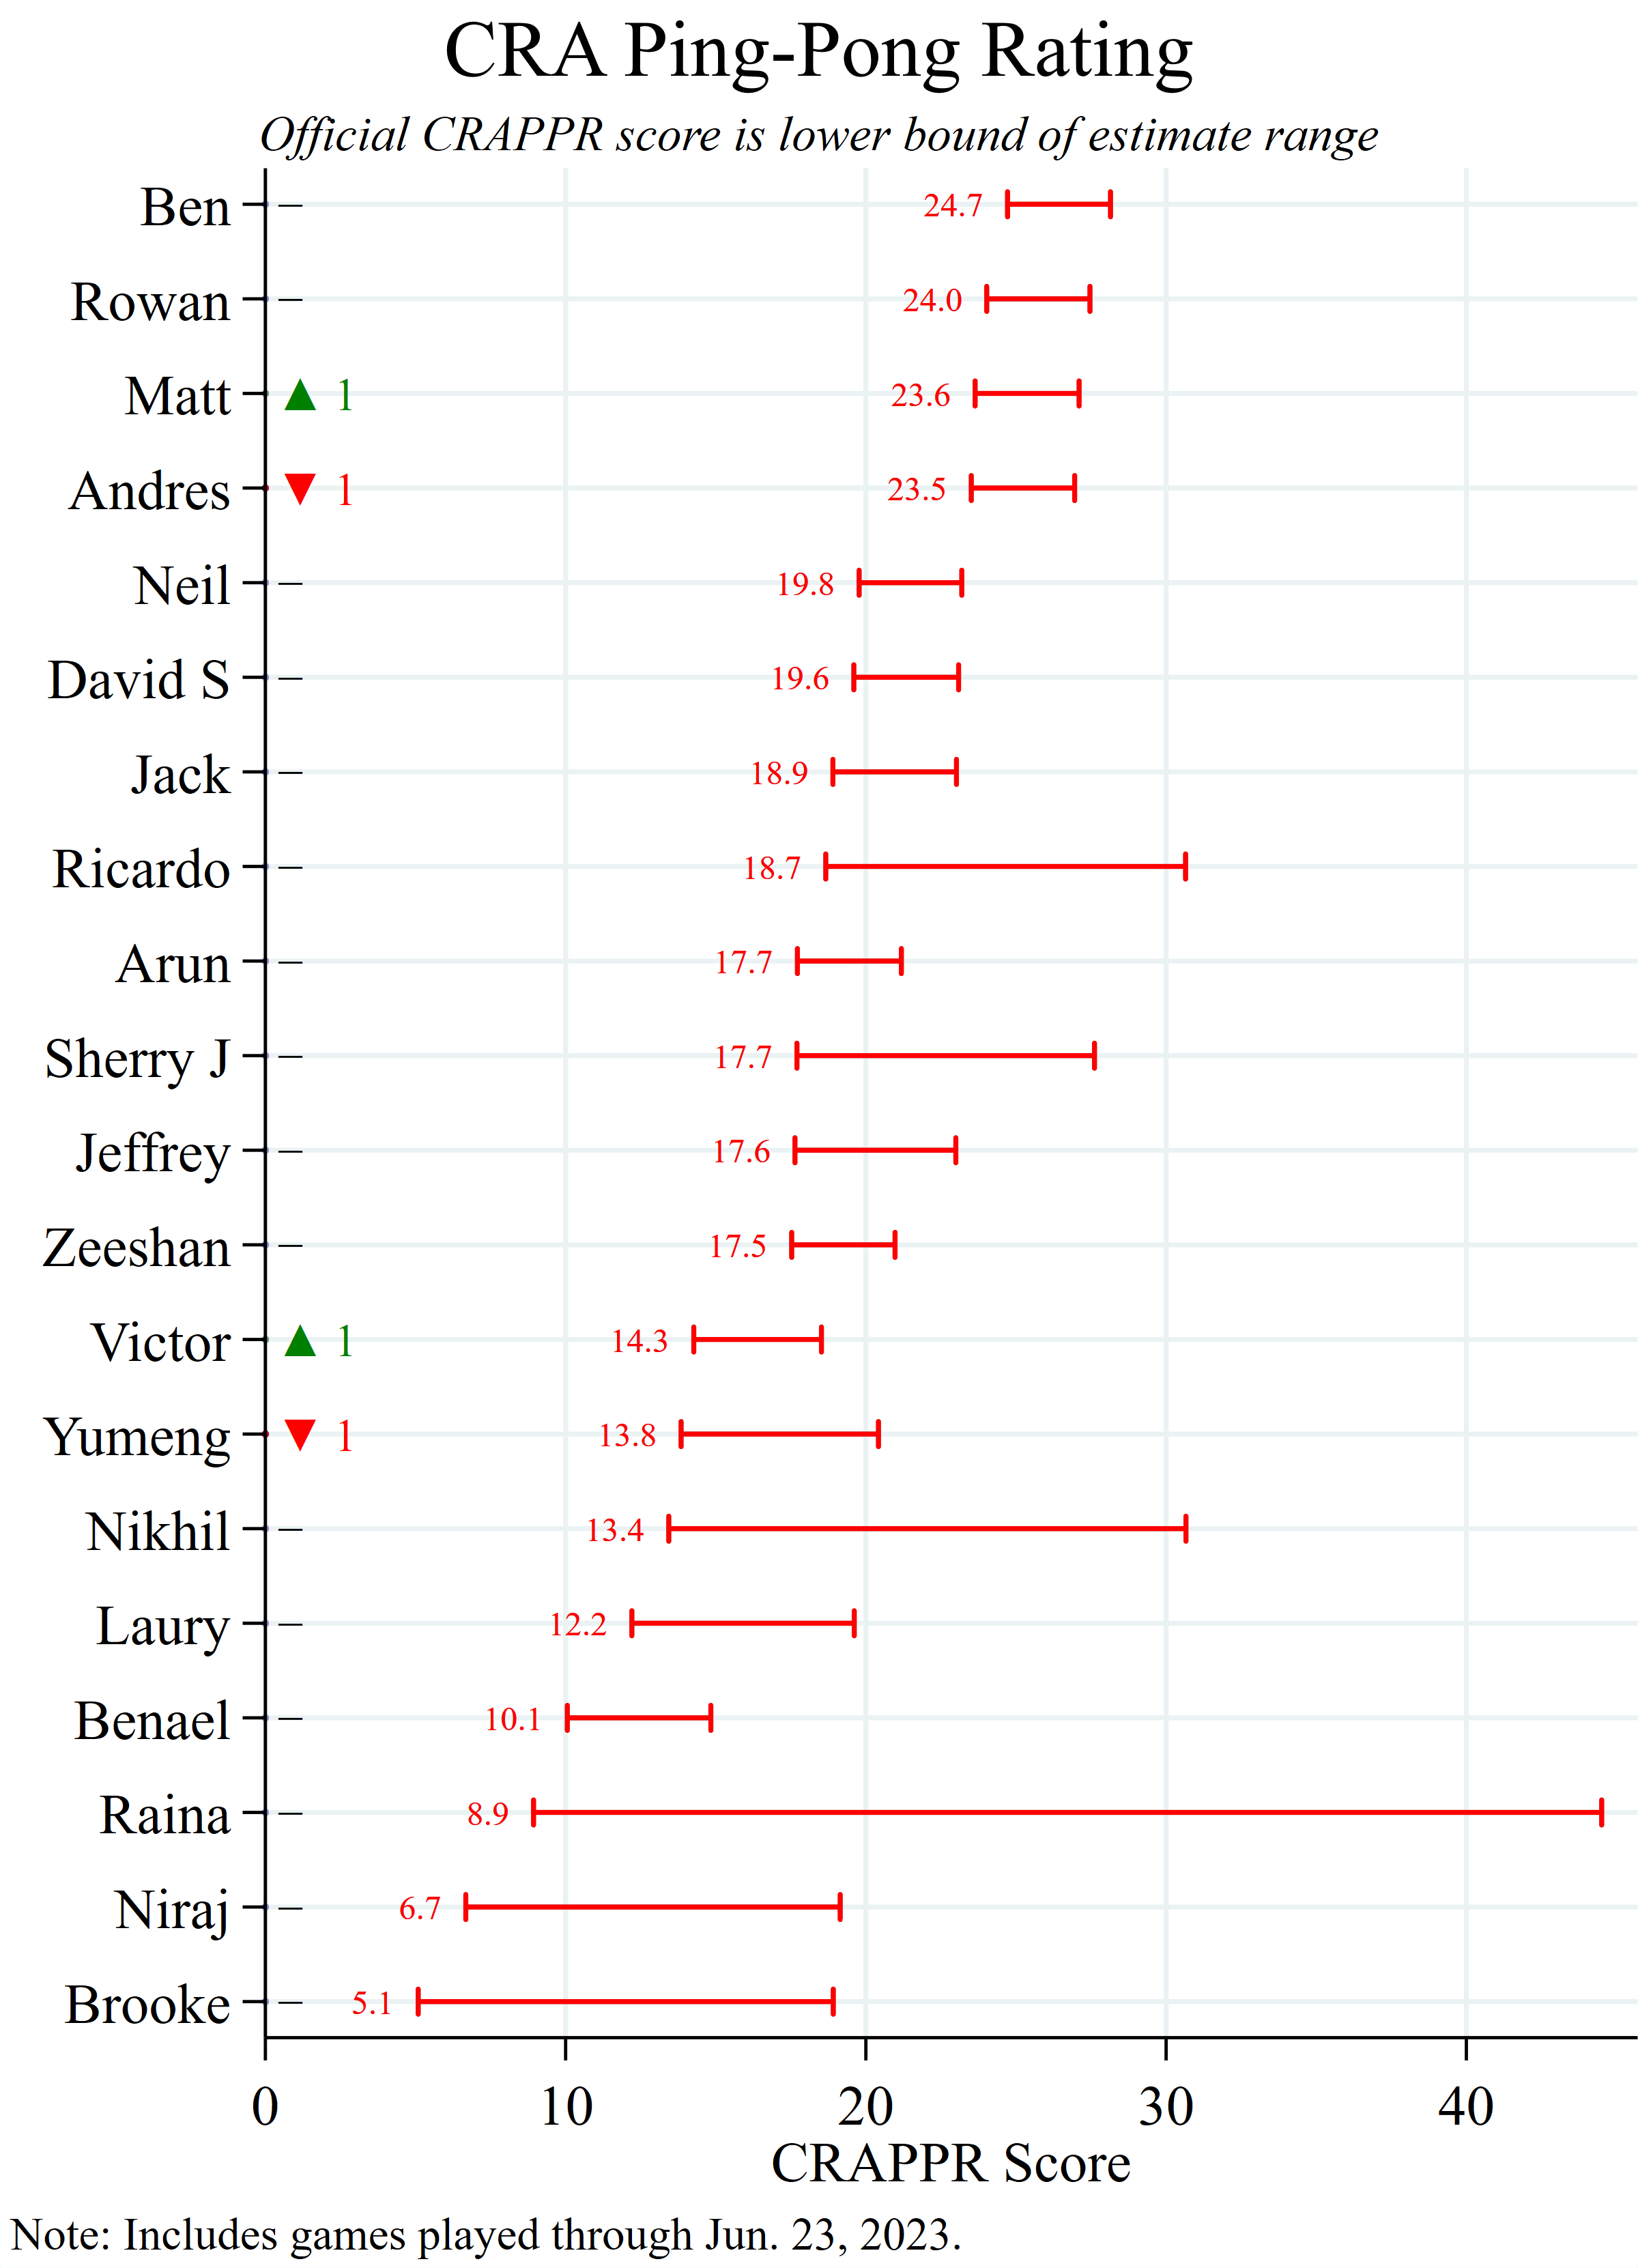 CRA Ping-Pong Rating
Official CRAPPR score is lower bound of estimate range
Ben – 24.7
Rowan – 24.0
Matt ▲ 1 23.6
Andres ▼ 1 23.5
Neil – 19.8
David S – 19.6
Jack – 18.9
Ricardo – 18.7
Arun – 17.7
Sherry J – 17.7
Jeffrey – 17.6
Zeeshan – 17.5
Victor ▲ 1 14.3
Yumeng ▼ 1 13.8
Nikhil – 13.4
Laury – 12.2
Benael – 10.1
Raina – 8.9
Niraj – 6.7
Brooke – 5.1
0 10 20 30 40
CRAPPR Score
Note: Includes games played through Jun. 23, 2023.